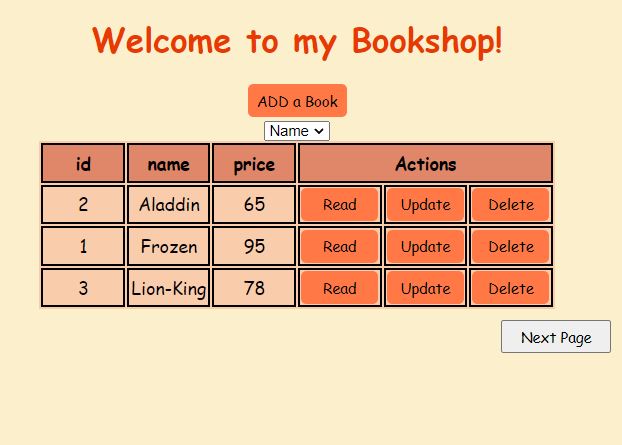 Welcome to my Bookshop!
ADD a Book
Name
id name price Actions
2 Aladdin 65 Read Update Delete
1 Frozen 95 Read Update Delete
3 Lion-King 78 Read Update Delete
Next Page